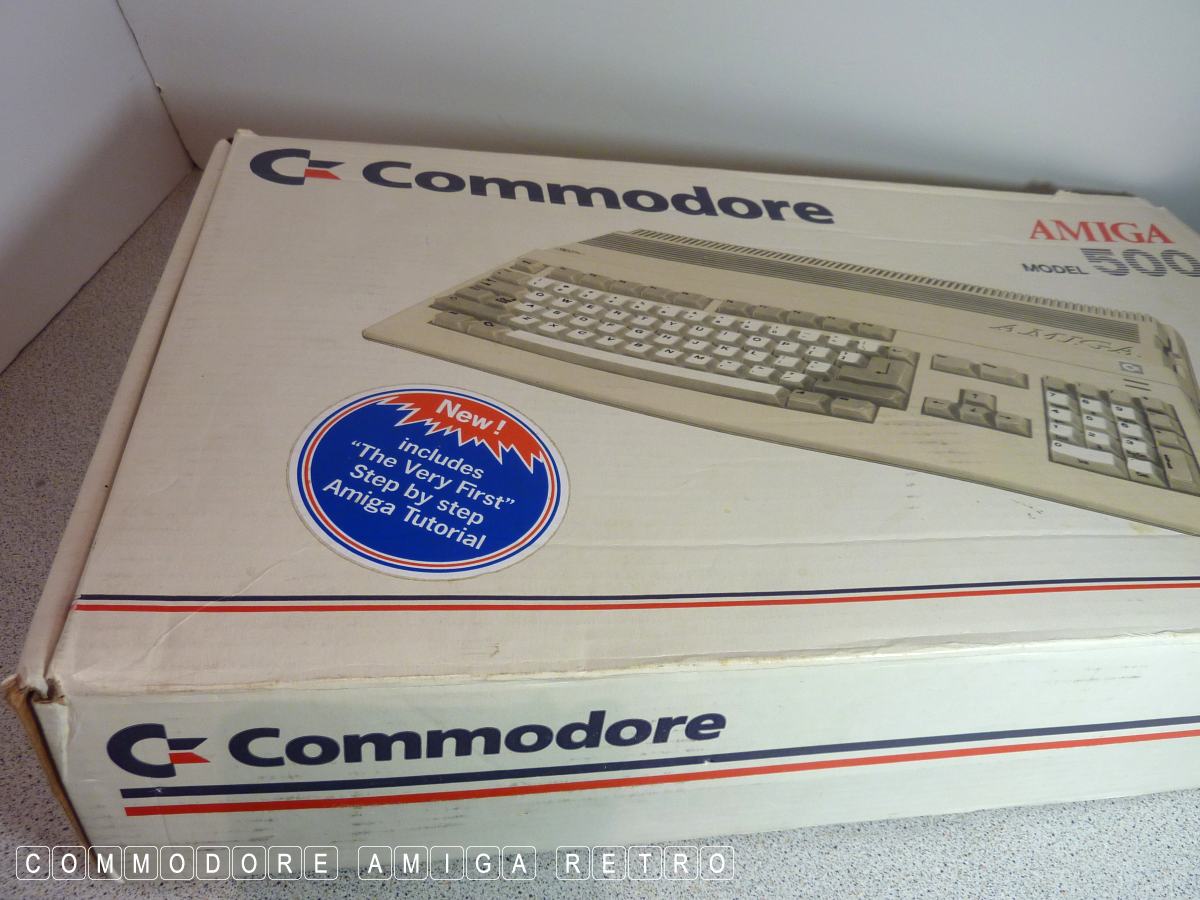 Commodore
AMIGA
MODEL 500
AMIGA
New!
includes
“The Very First”
Step by step
Amiga Tutorial
Commodore
COMMODORE AMIGA RETRO